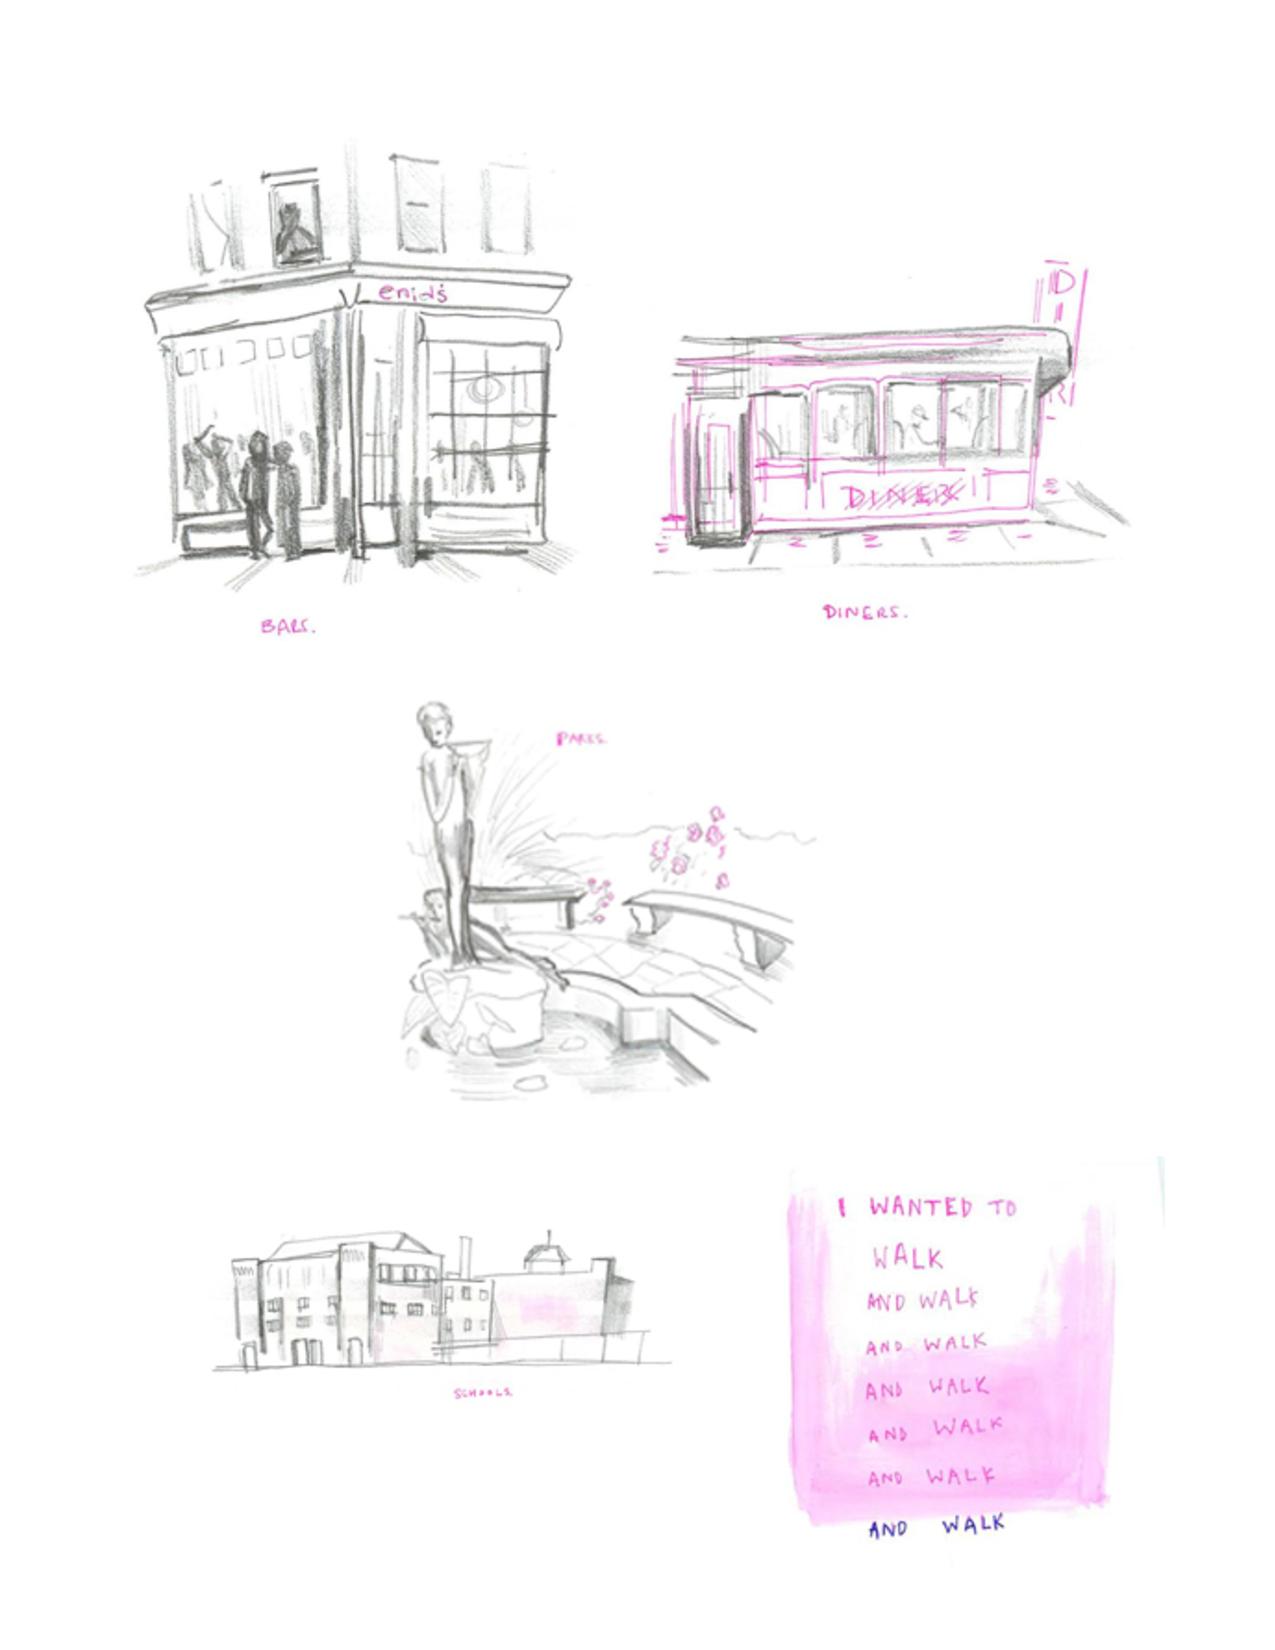 enid's
DINER
BARS.
DINERS.
PARKS.
SCHOOLS.
I WANTED TO
WALK
AND WALK
AND WALK
AND WALK
AND WALK
AND WALK
AND WALK